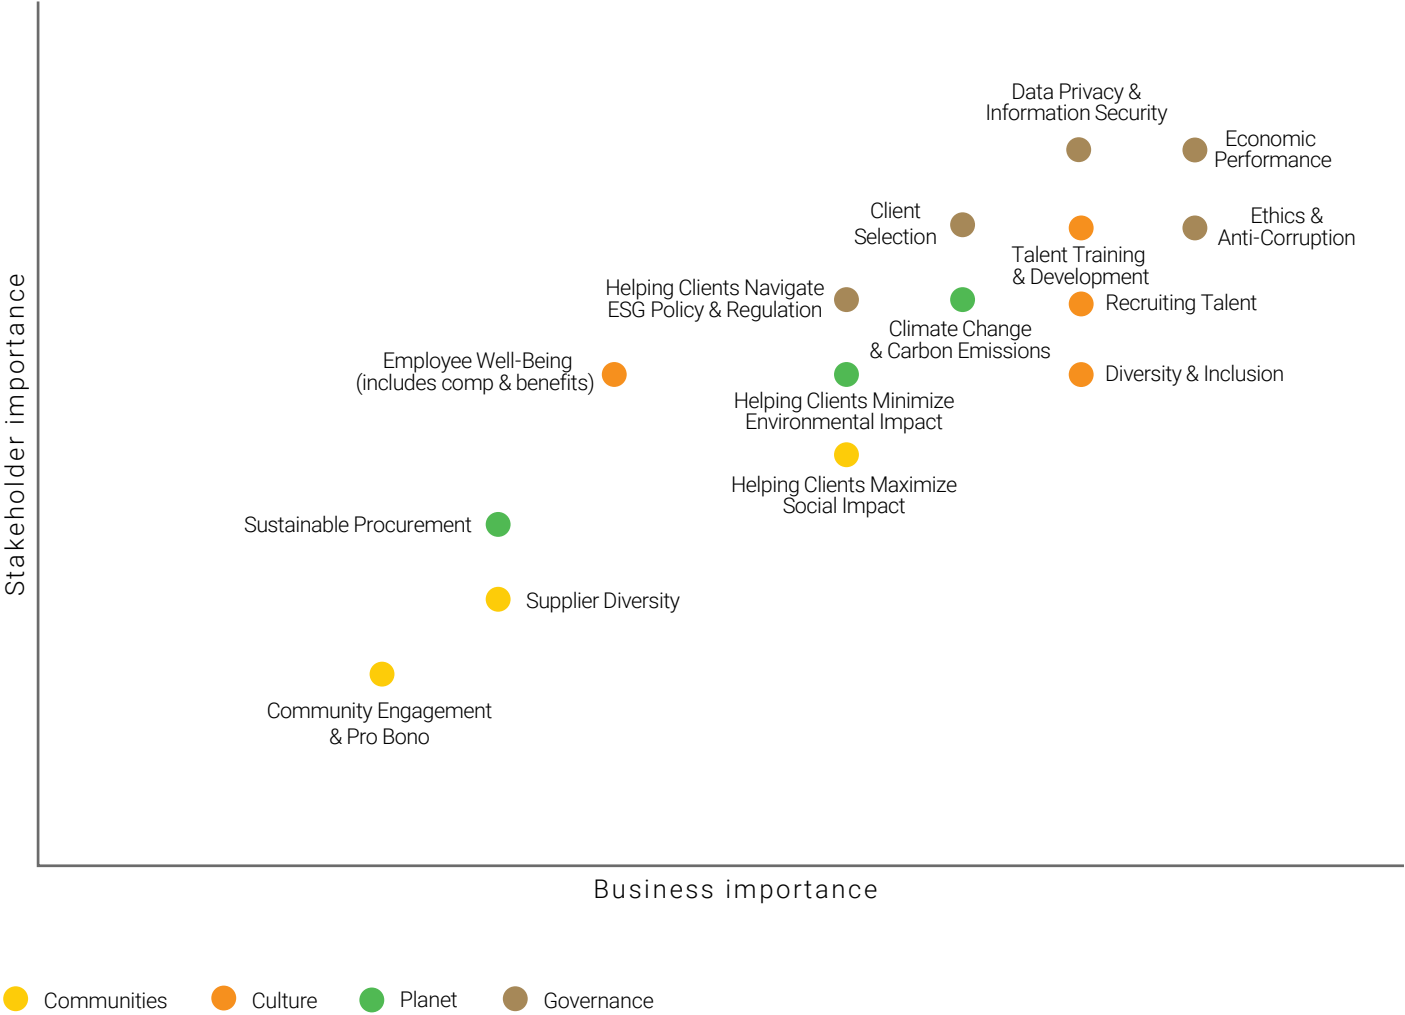 Data Privacy &
Information Security
Economic
Performance
Client
Selection
Ethics &
Anti-Corruption
Talent Training
& Development
Helping Clients Navigate
ESG Policy & Regulation
Recruiting Talent
Climate Change
& Carbon Emissions
Employee Well-Being
(includes comp & benefits)
Diversity & Inclusion
Helping Clients Minimize
Environmental Impact
Helping Clients Maximize
Social Impact
Sustainable Procurement
Supplier Diversity
Community Engagement
& Pro Bono
Stakeholder importance
Business importance
Communities
Culture
Planet
Governance